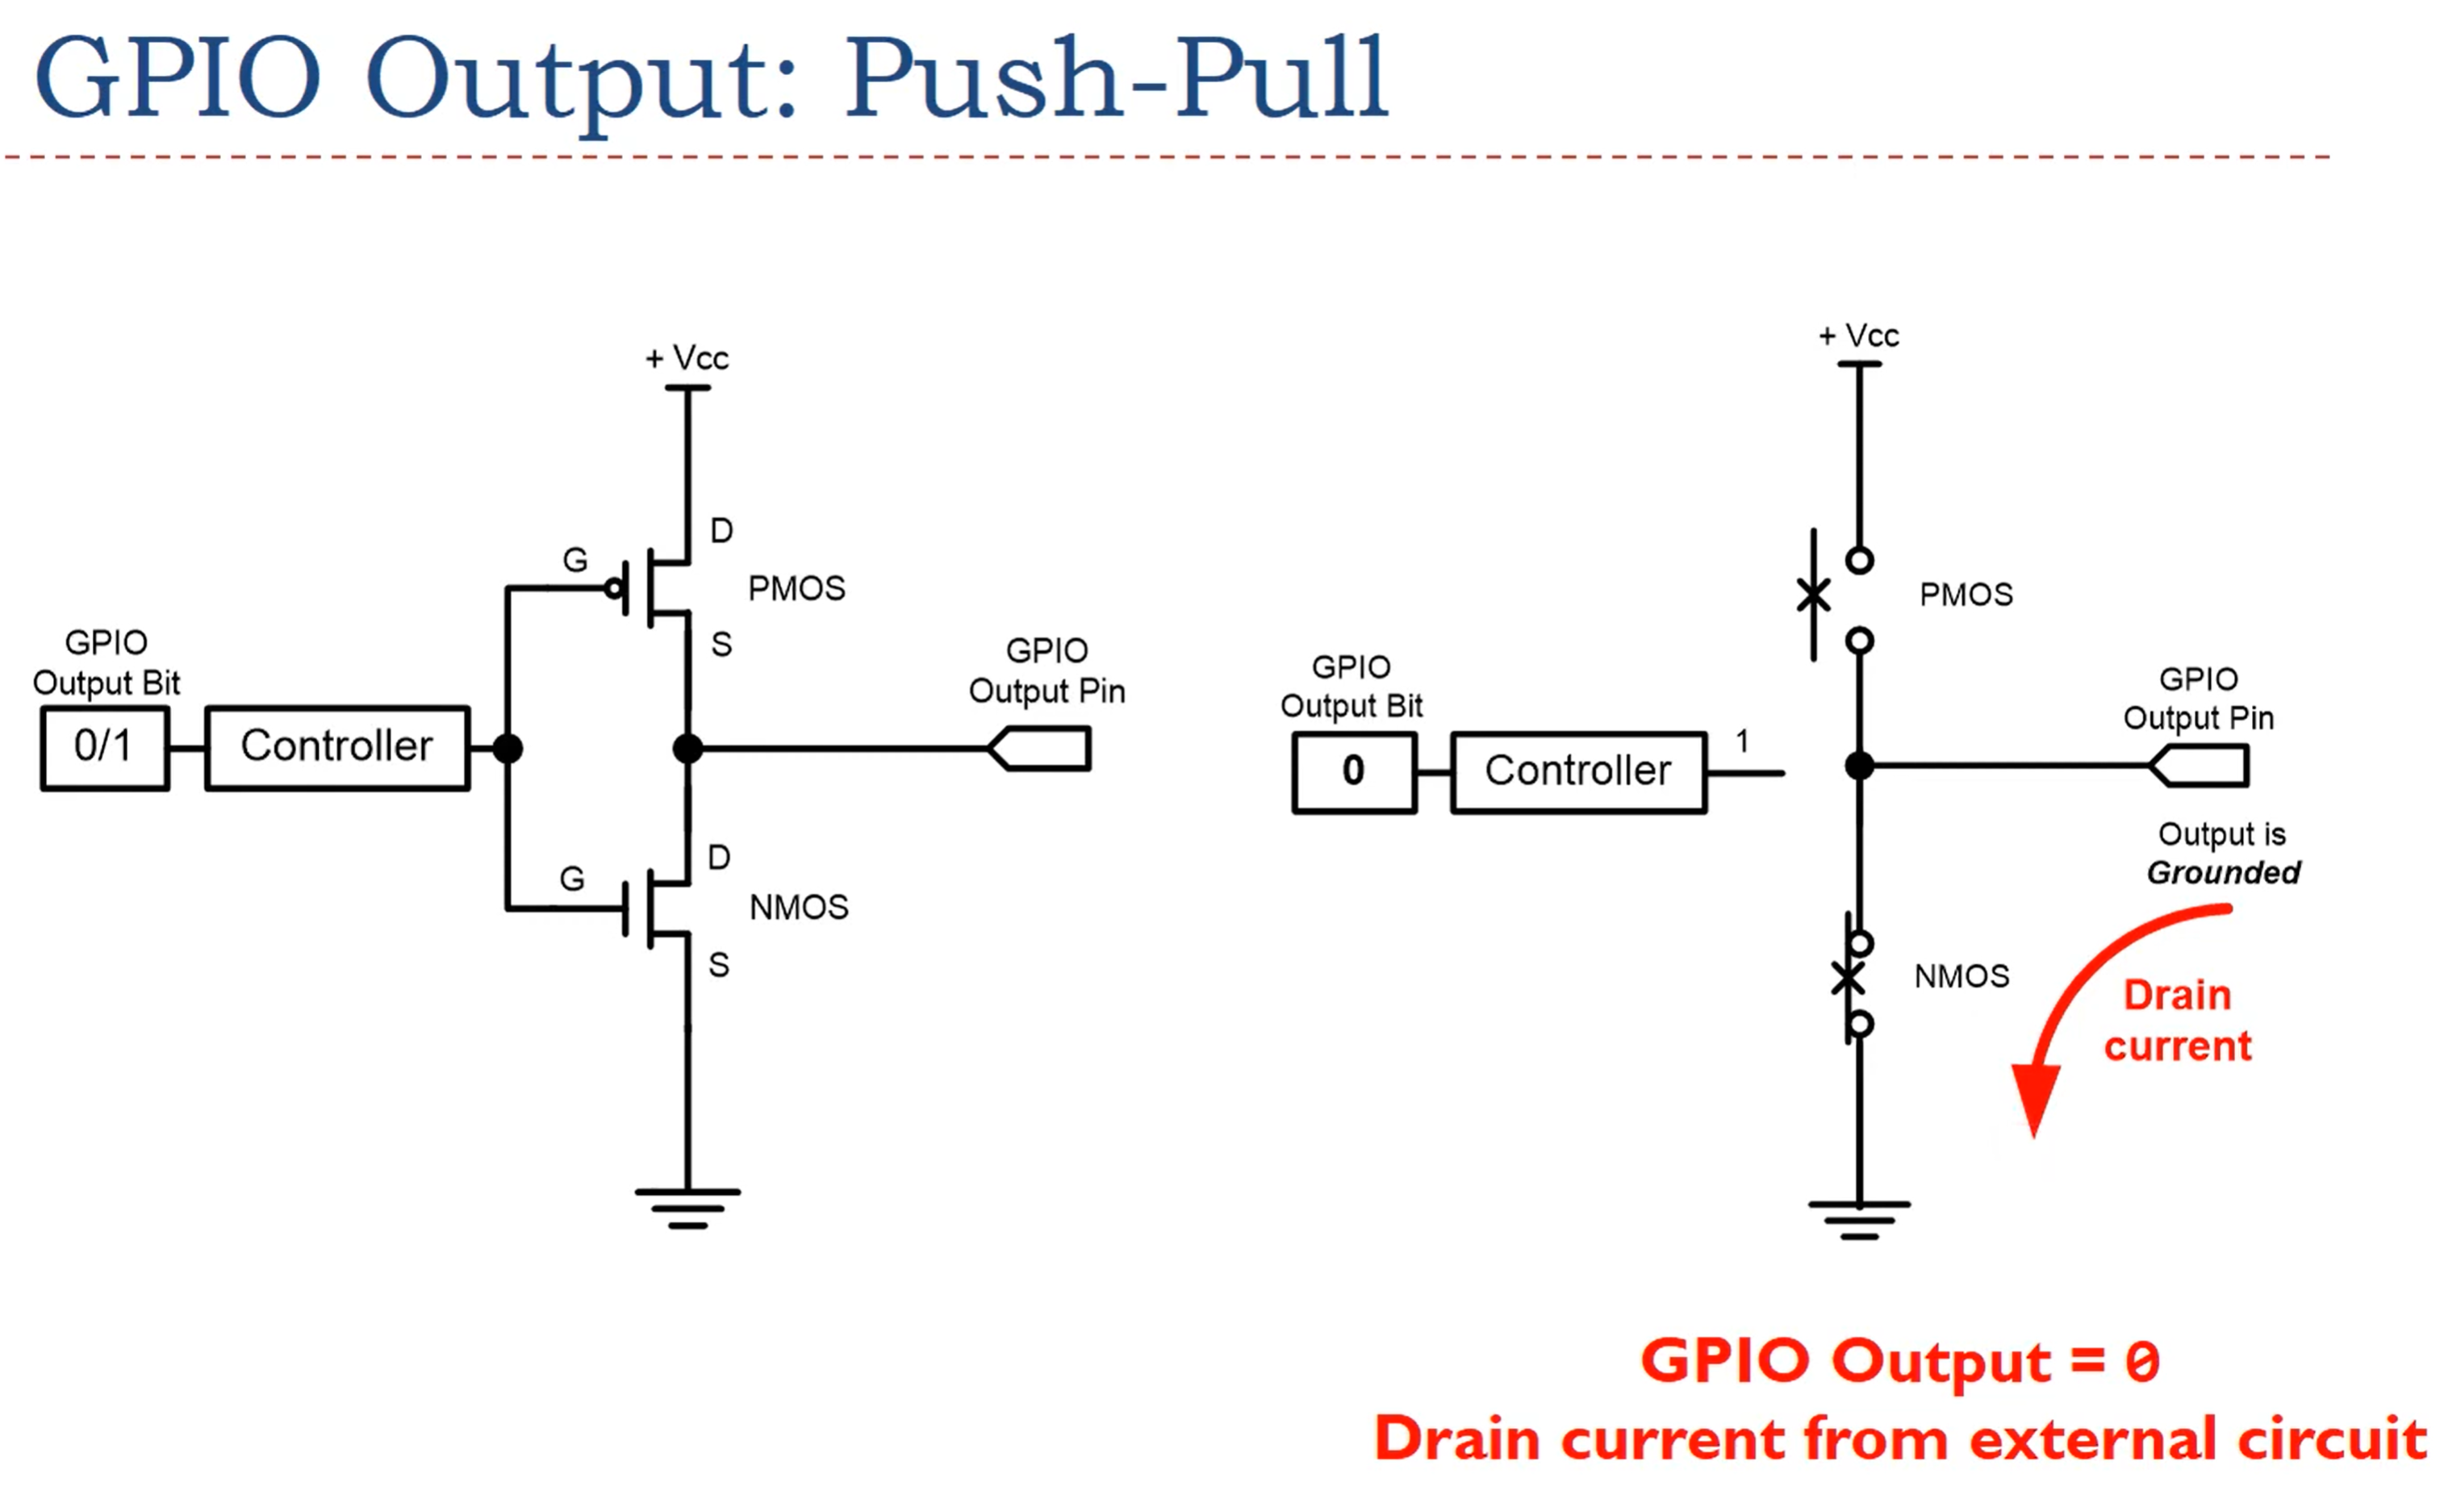 GPIO Output: Push-Pull
+ Vcc
D
G
PMOS
S
GPIO
Output Bit
0/1
Controller
GPIO
Output Pin
D
G
NMOS
S
+ Vcc
PMOS
GPIO
Output Bit
0
Controller
1
GPIO
Output Pin
Output is
Grounded
NMOS
Drain
current
GPIO Output = 0
Drain current from external circuit